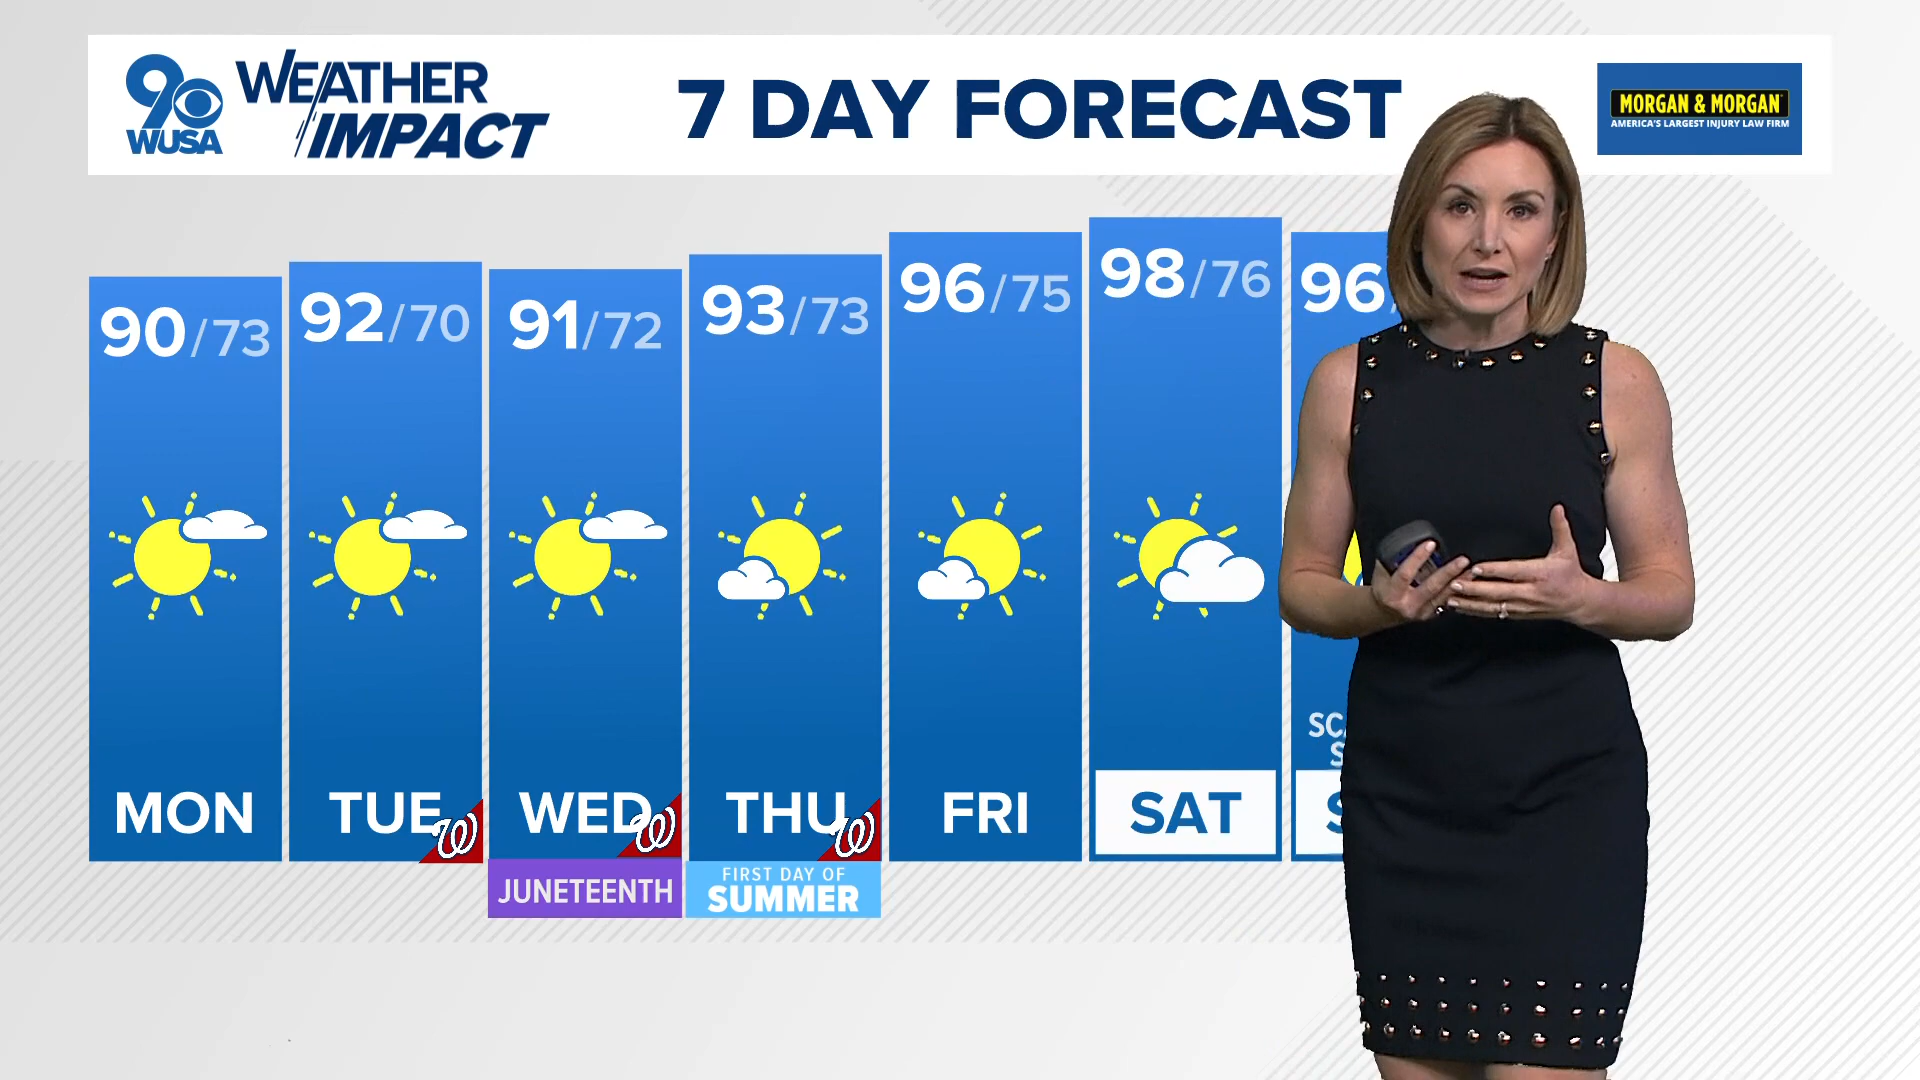 9
WUSA
WEATHER
IMPACT
7 DAY FORECAST
MORGAN & MORGAN
AMERICA'S LARGEST INJURY LAW FIRM
90/73
92/70
91/72
93/73
96/75
98/76
96/
MON
TUE
W
WED
W
THU
W
FRI
SAT
JUNETEENTH
FIRST DAY OF
SUMMER